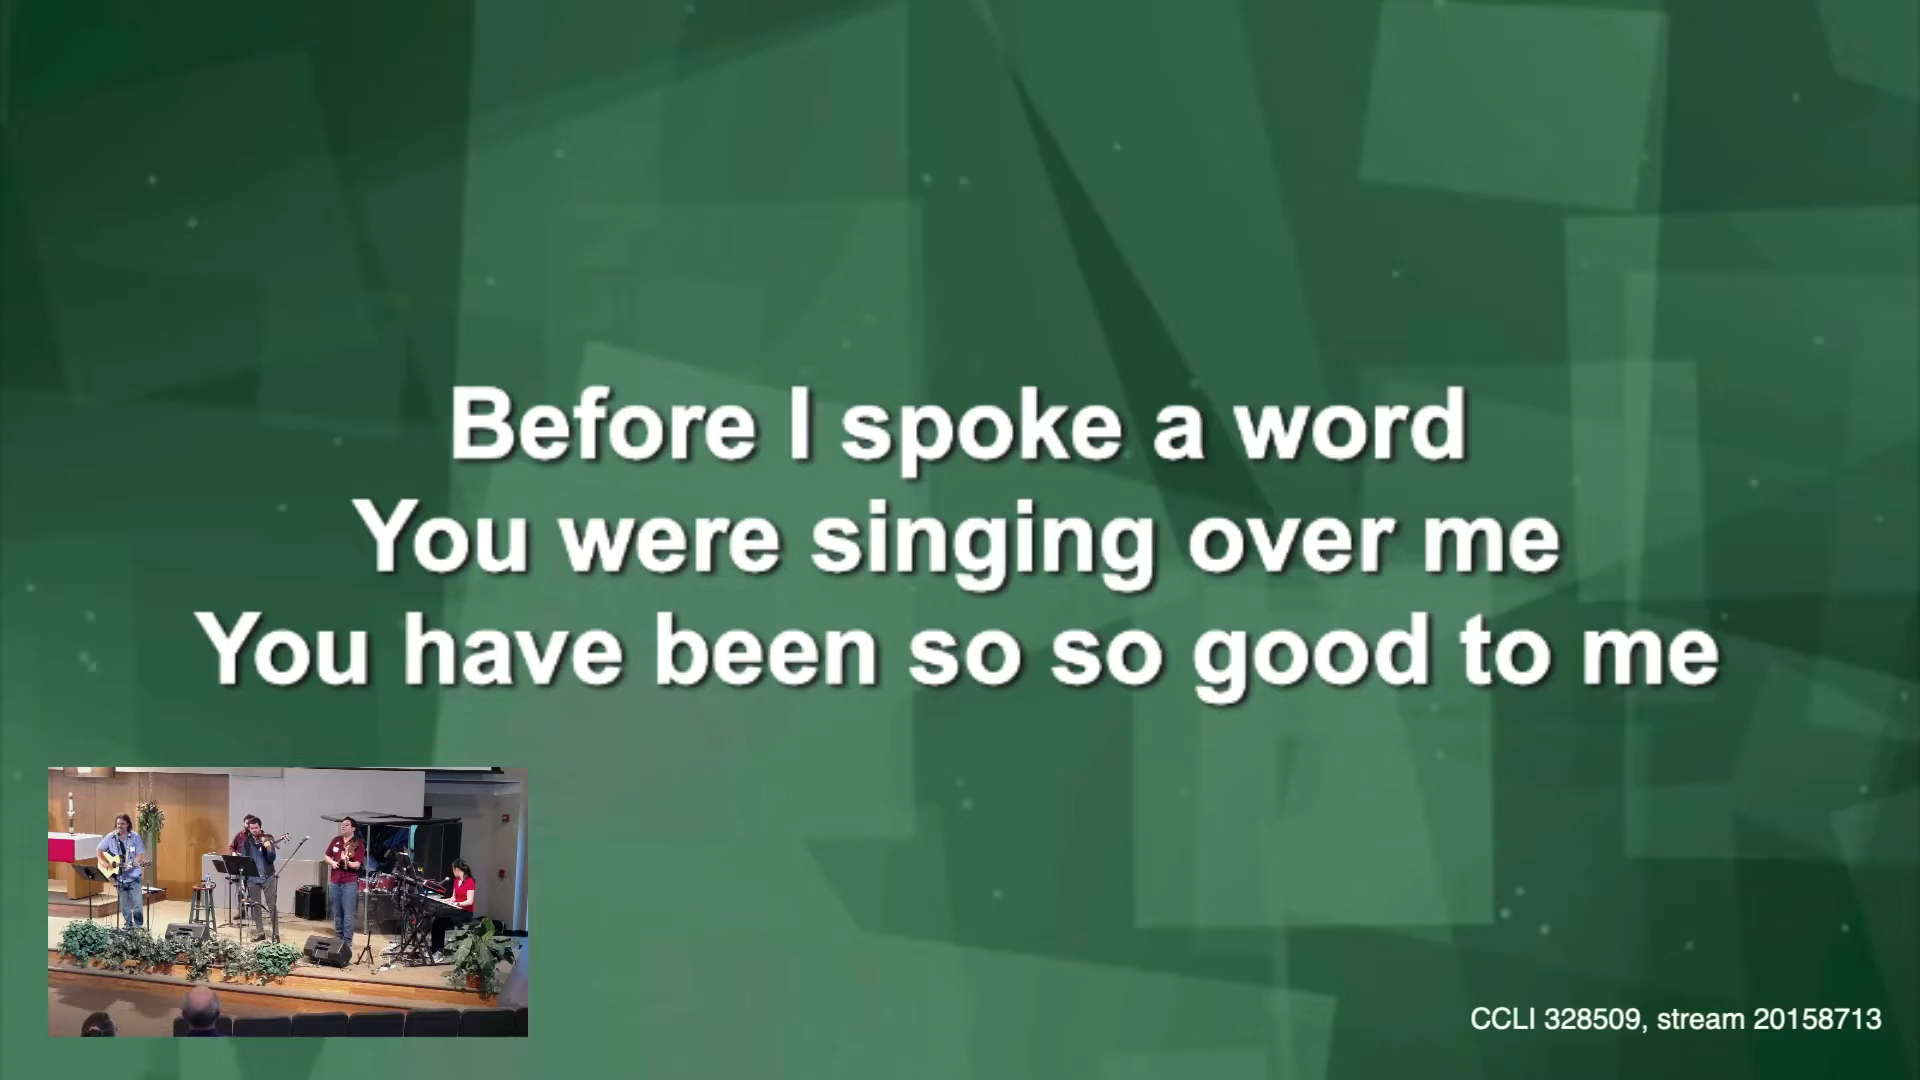 Before I spoke a word
You were singing over me
You have been so so good to me
CCLI 328509, stream 20158713